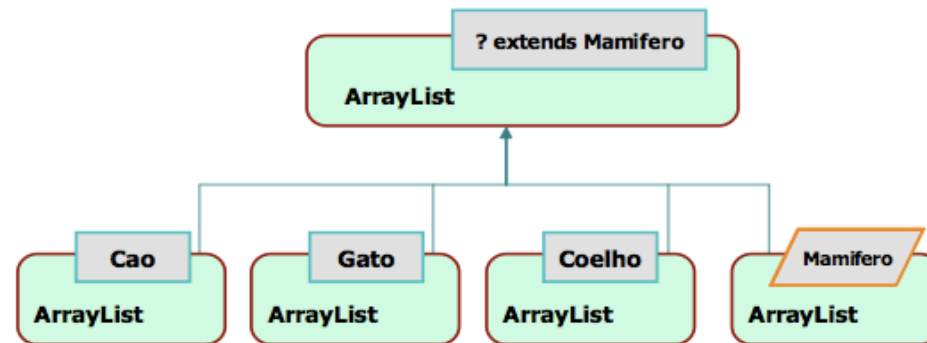 ? extends Mamifero
ArrayList
Cao
ArrayList
Gato
ArrayList
Coelho
ArrayList
Mamifero
ArrayList